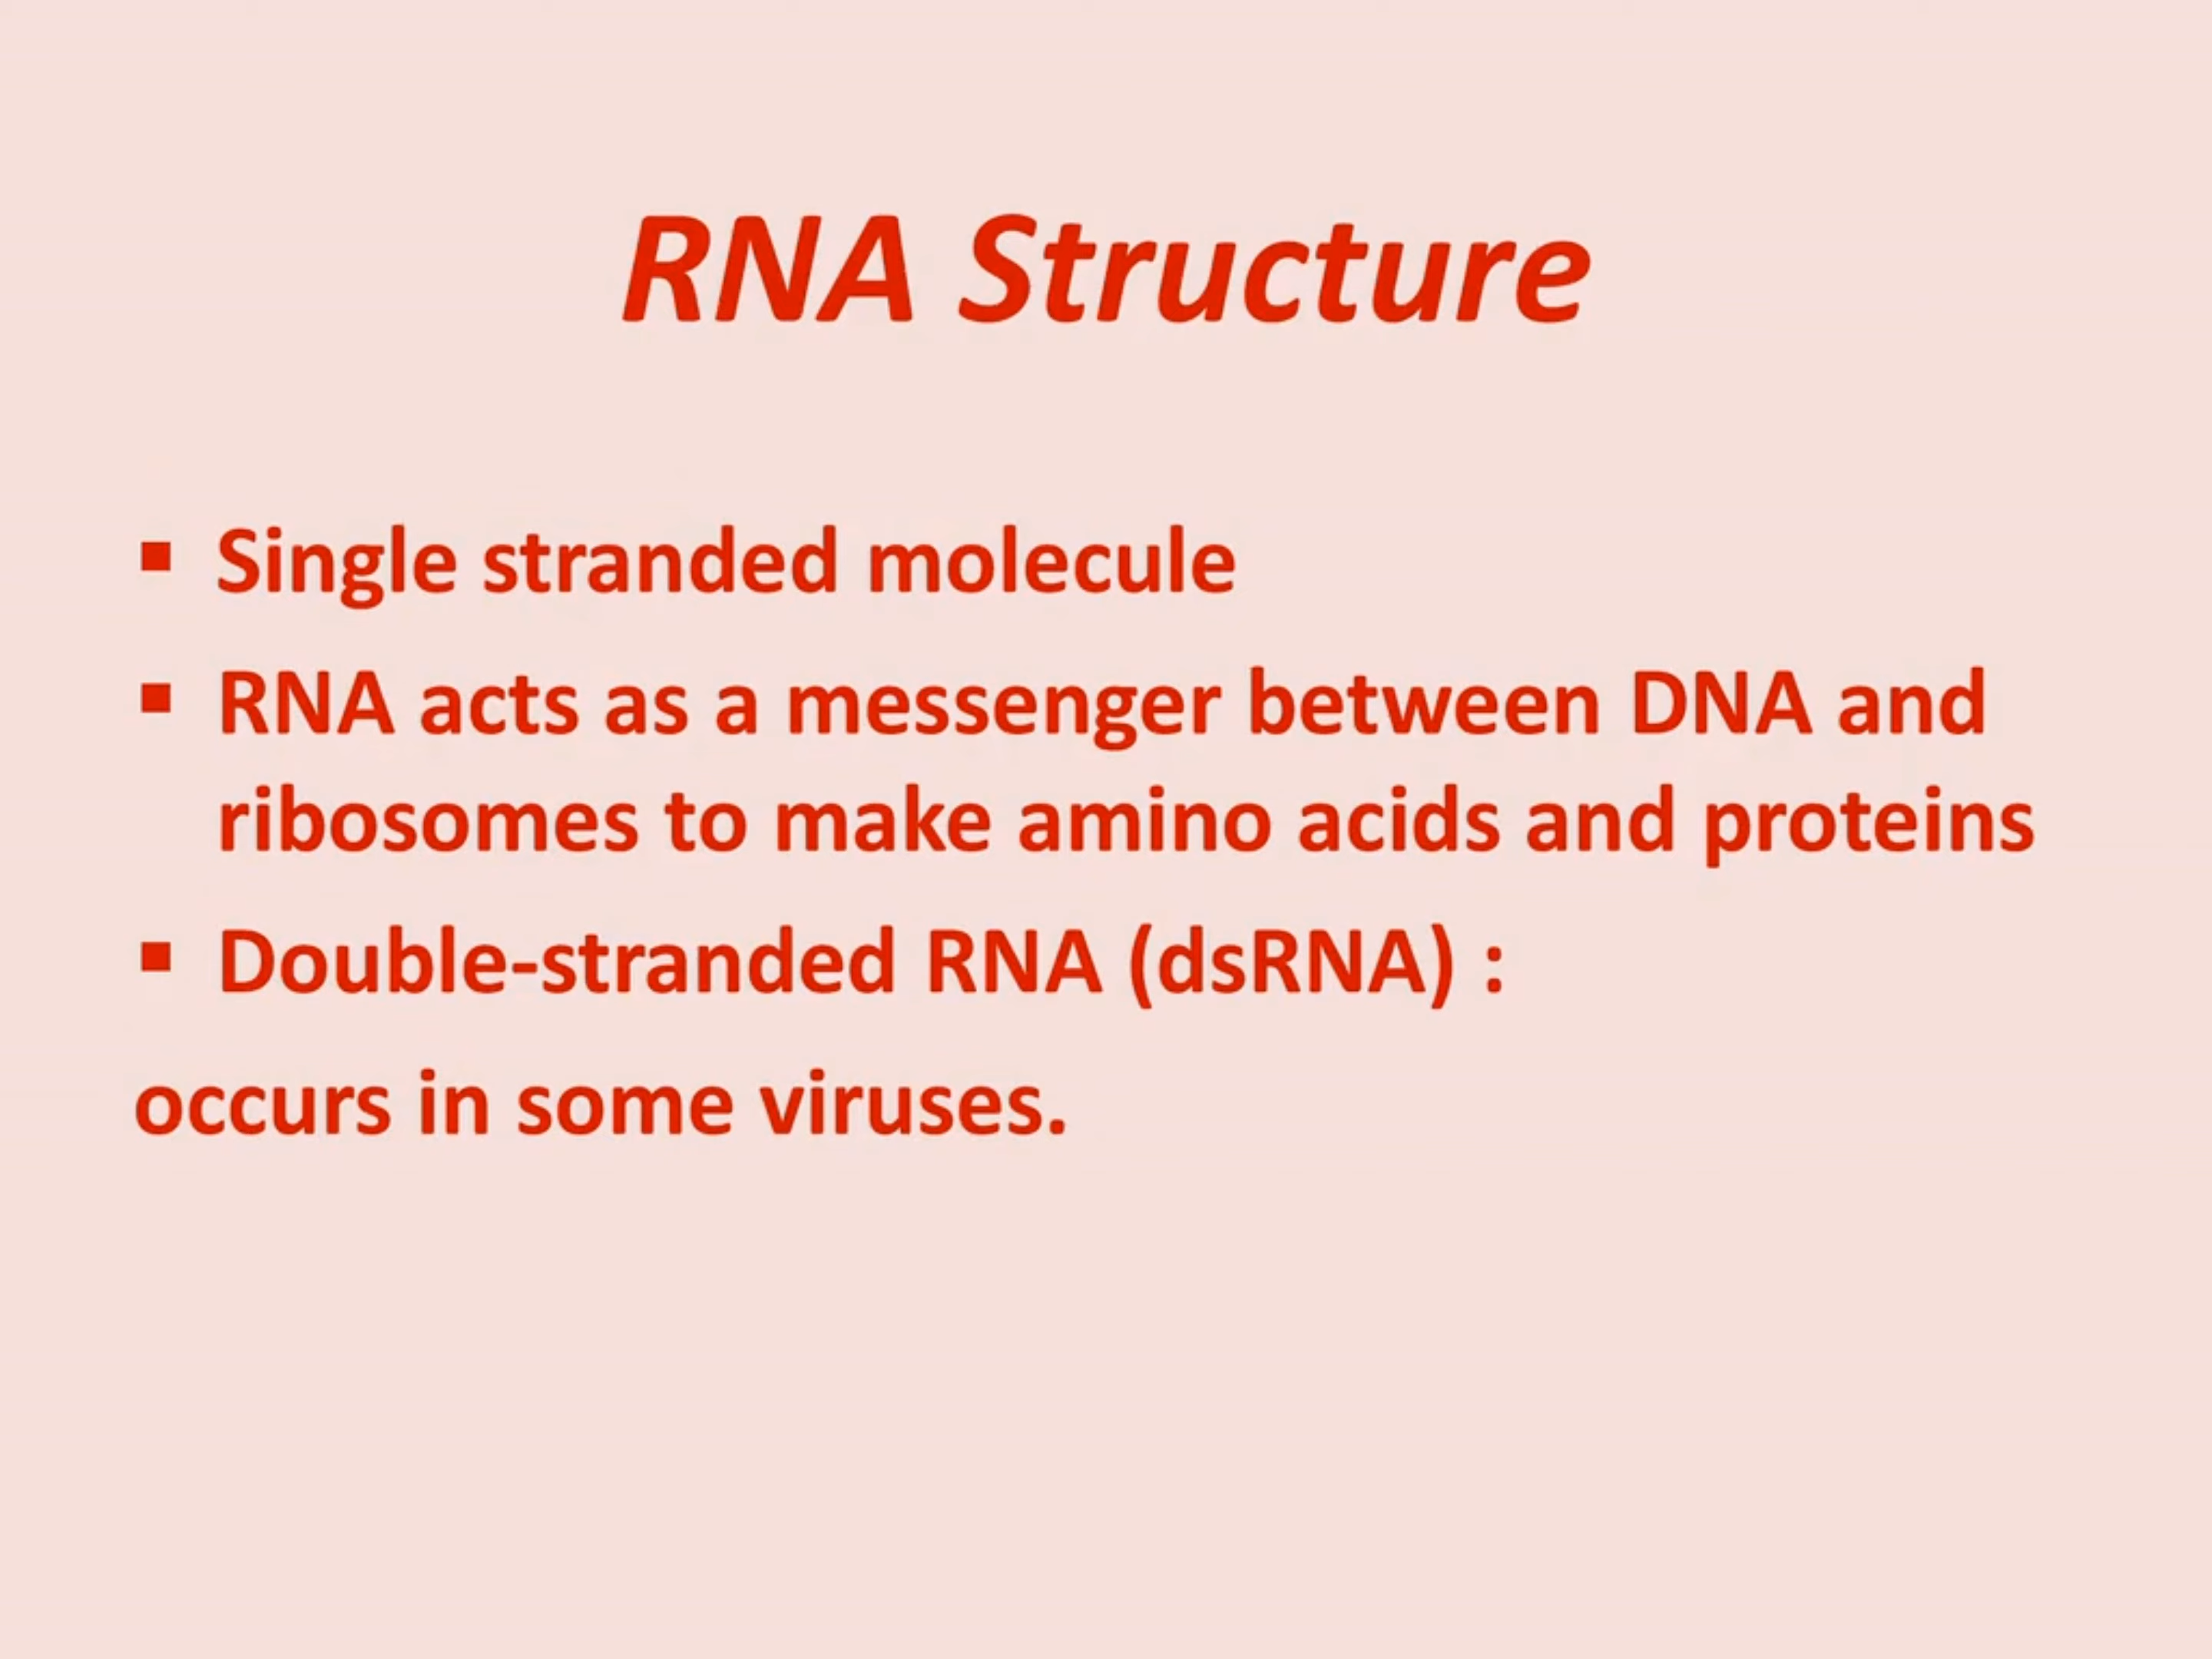 RNA Structure
▪ Single stranded molecule
▪ RNA acts as a messenger between DNA and
ribosomes to make amino acids and proteins
▪ Double-stranded RNA (dsRNA) :
occurs in some viruses.